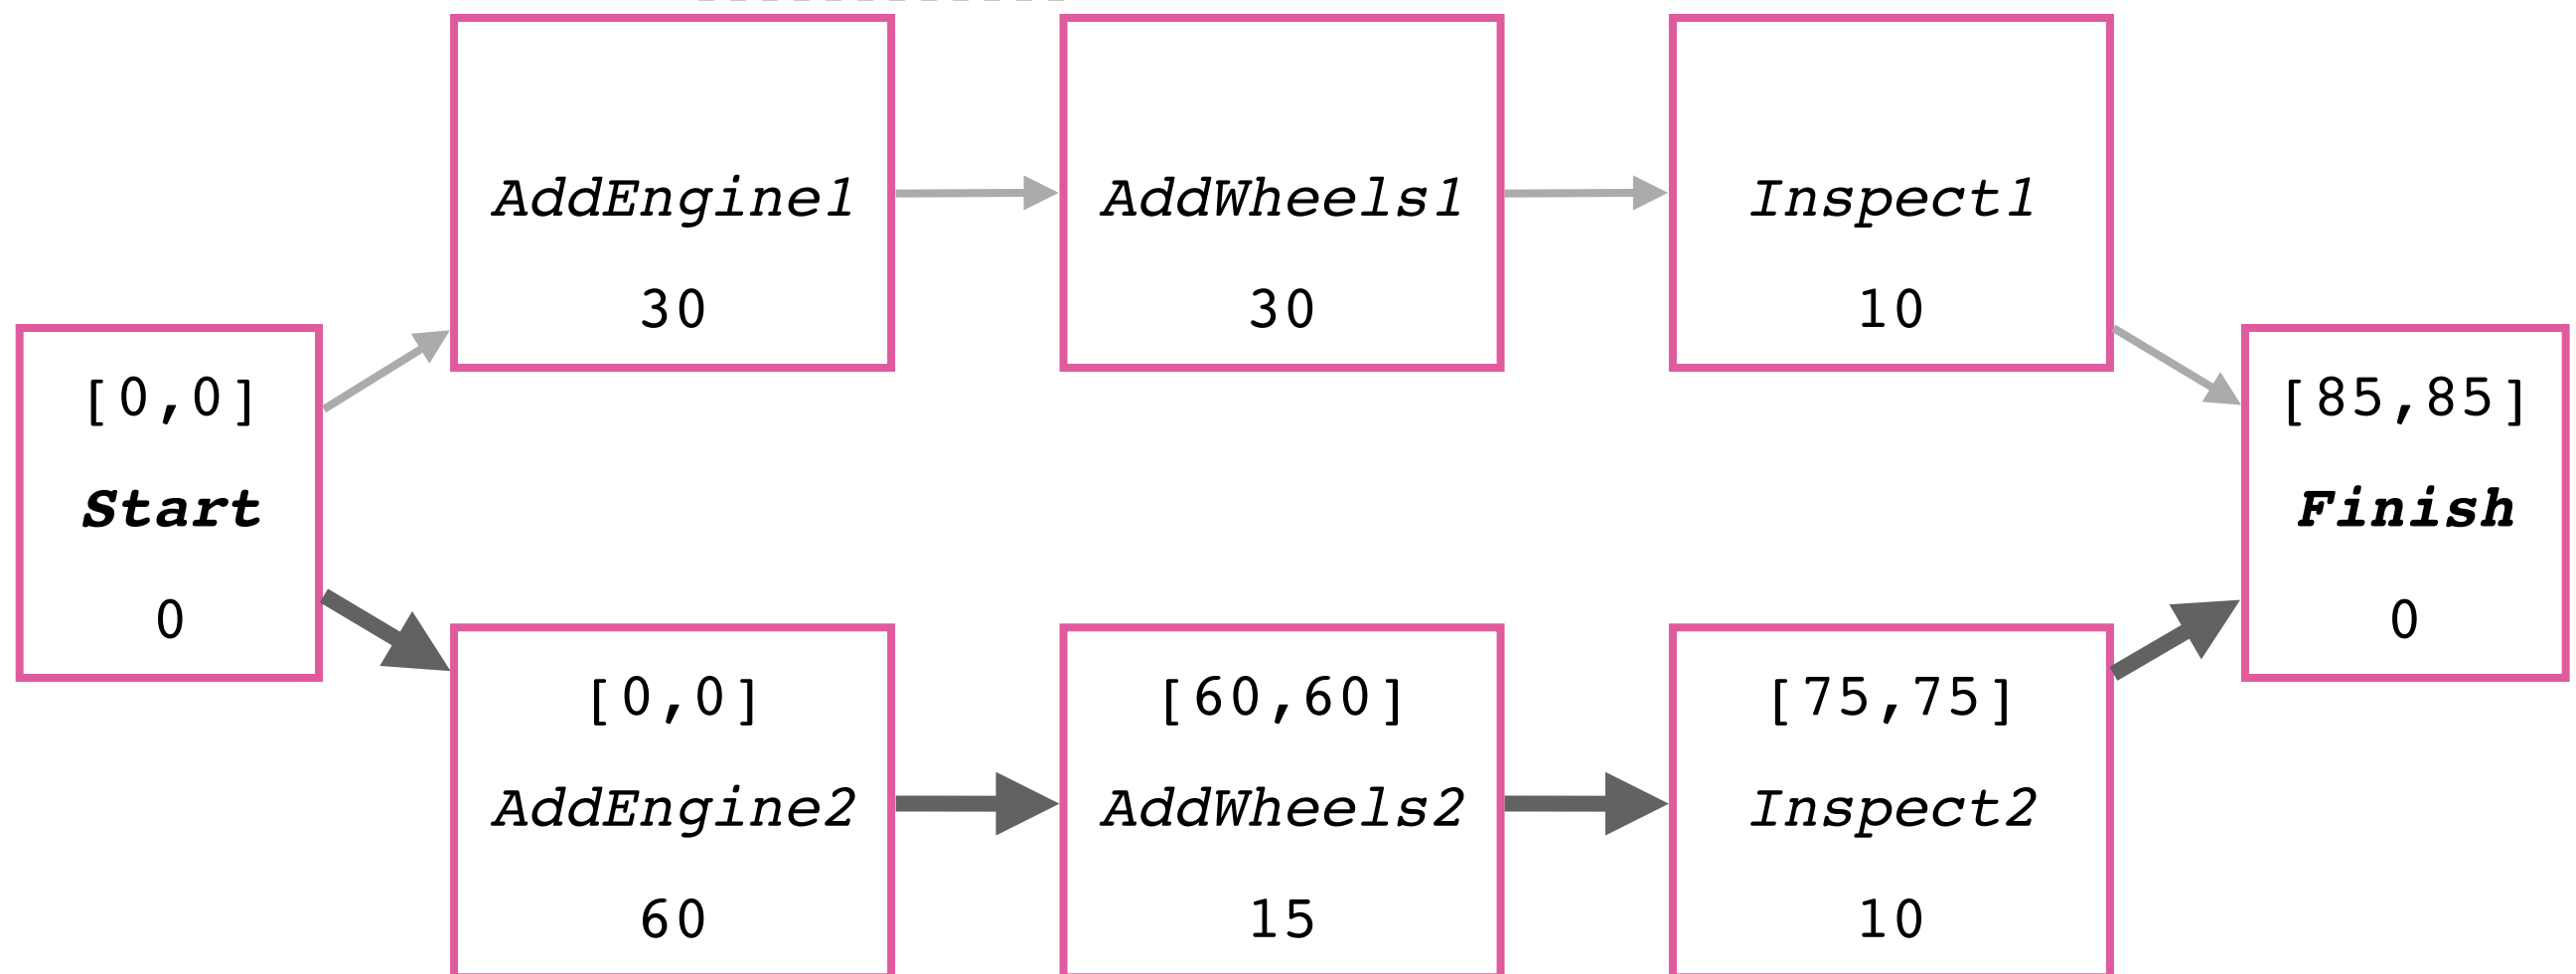 AddEngine1
30
AddWheels1
30
Inspect1
10
[0,0]
Start
0
[85,85]
Finish
0
[0,0]
AddEngine2
60
[60,60]
AddWheels2
15
[75,75]
Inspect2
10